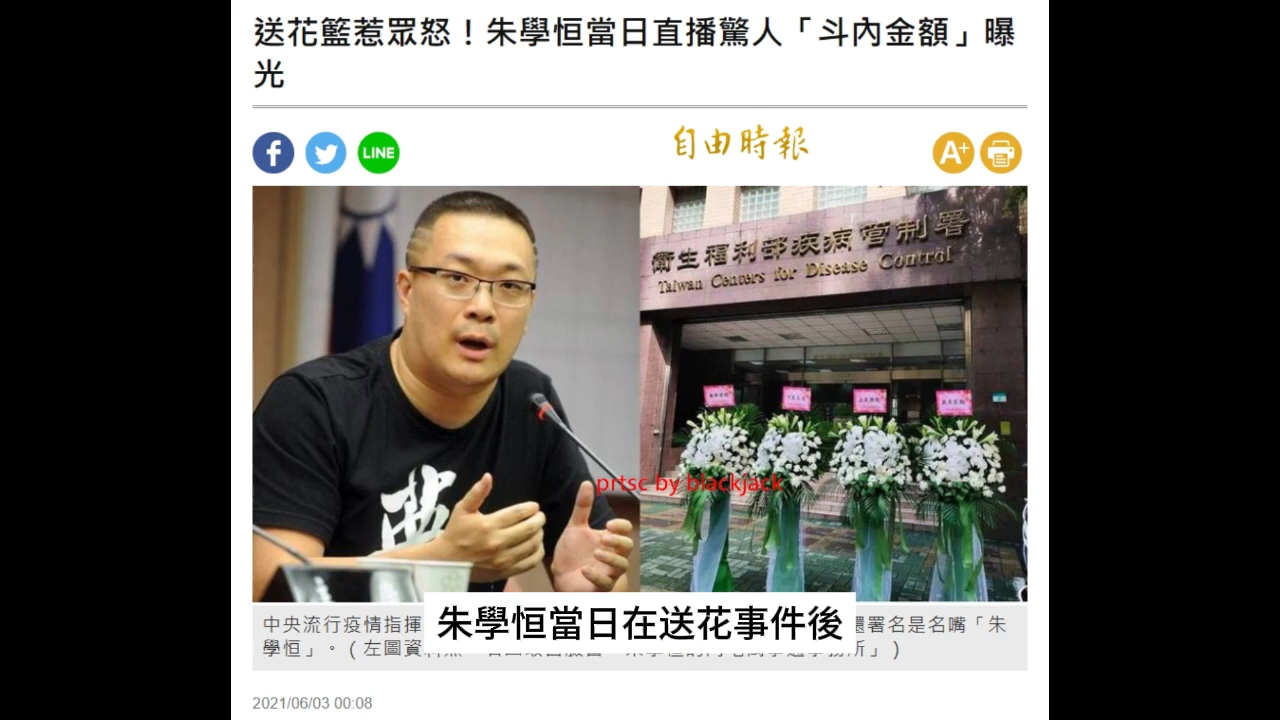 送花籃惹眾怒！朱學恒當日直播驚人「斗內金額」曝
光
LINE
自由時報
A+
衛生福利部疾病管制署
Taiwan Centers for Disease Control
prtsc by blackjack
朱學恒當日在送花事件後
中央流行疫情指揮
署名是名嘴「朱
學恒」。（左圖資料
2021/06/03 00:08